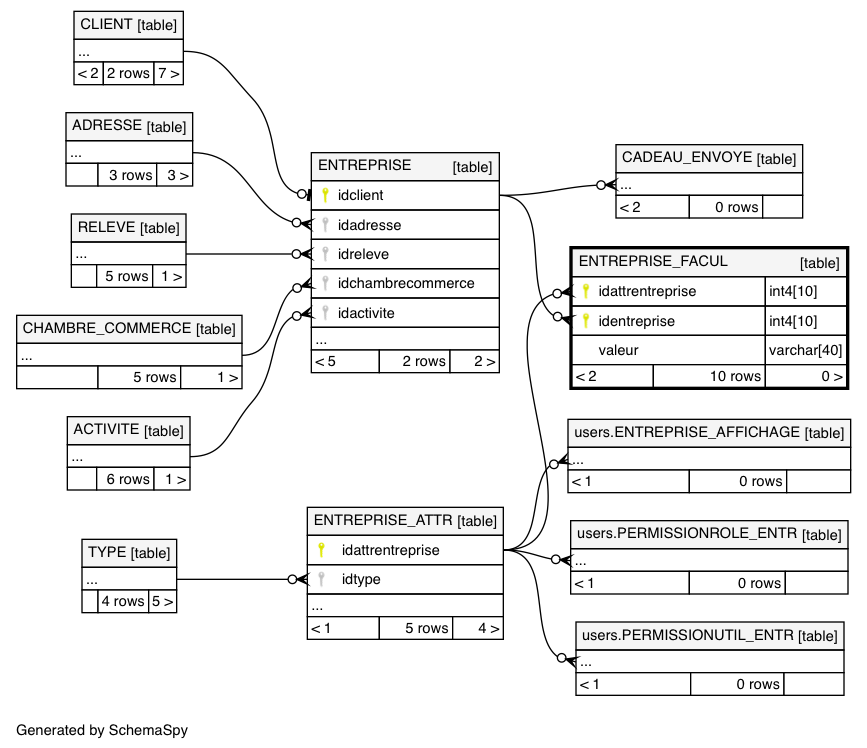 CLIENT [table]
...
< 2 2 rows 7 >
ADRESSE [table]
...
3 rows 3 >
RELEVE [table]
...
5 rows 1 >
CHAMBRE_COMMERCE [table]
...
5 rows 1 >
ACTIVITE [table]
...
6 rows 1 >
TYPE [table]
...
4 rows 5 >
ENTREPRISE [table]
idclient
idadresse
idreleve
idchambrecommerce
idactivite
...
< 5 2 rows 2 >
ENTREPRISE_ATTR [table]
idattrentreprise
idtype
...
< 1 5 rows 4 >
CADEAU_ENVOYE [table]
...
< 2 0 rows
ENTREPRISE_FACUL [table]
idattrentreprise int4[10]
identreprise int4[10]
valeur varchar[40]
< 2 10 rows 0 >
users.ENTREPRISE_AFFICHAGE [table]
...
< 1 0 rows
users.PERMISSIONROLE_ENTR [table]
...
< 1 0 rows
users.PERMISSIONUTIL_ENTR [table]
...
< 1 0 rows
Generated by SchemaSpy